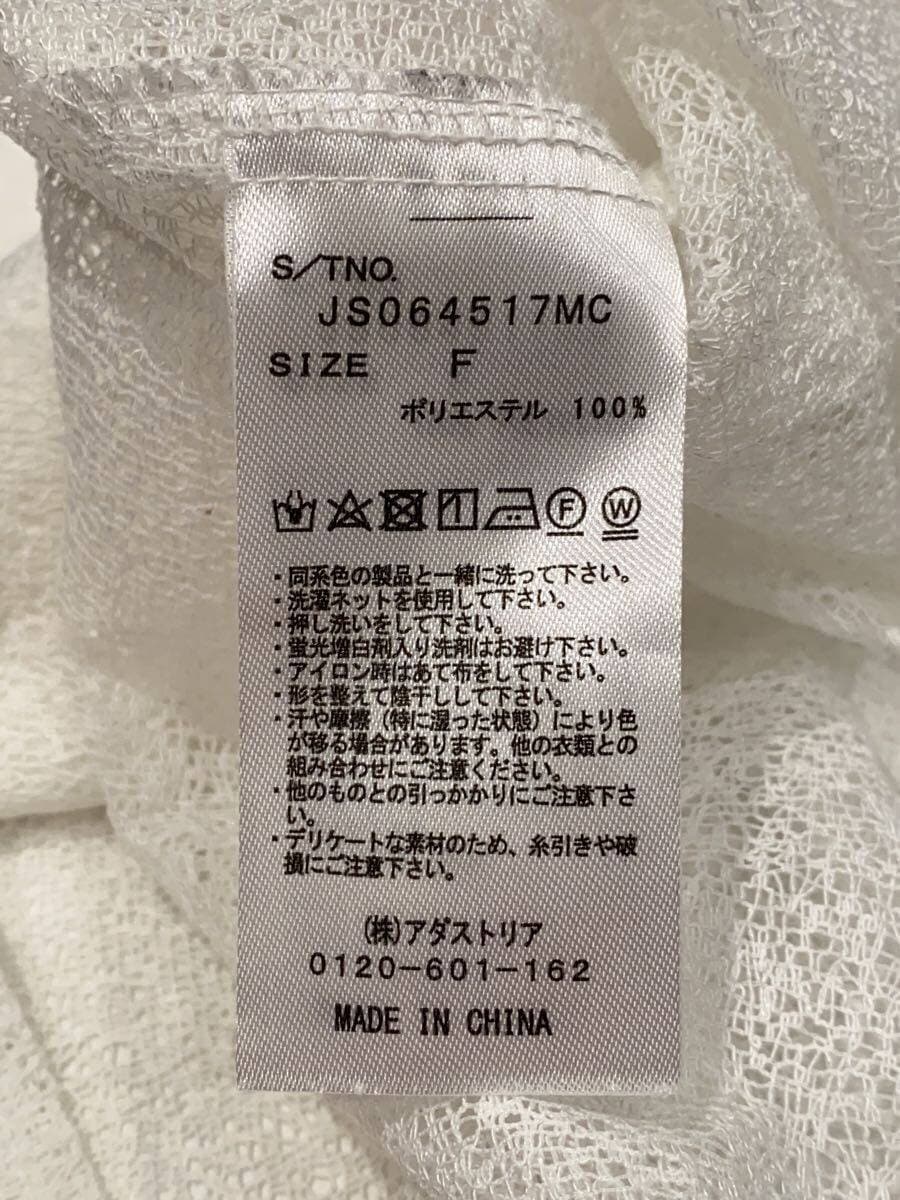 S/TNO.
JS064517MC
SIZE F
ポリエステル 100%
F W
・同系色の製品と一緒に洗って下さい。
・洗濯ネットを使用して下さい。
・押し洗いをして下さい。
・蛍光増白剤入り洗剤はお避け下さい。
・アイロン時はあて布をして下さい。
・形を整えて陰干しして下さい。
・汗や摩擦（特に湿った状態）により色
が移る場合があります。他の衣類との
組み合わせにご注意ください。
・他のものとの引っかかりにご注意下さ
い。
・デリケートな素材のため、糸引きや破
損にご注意下さい。
(株)アダストリア
0120-601-162
MADE IN CHINA